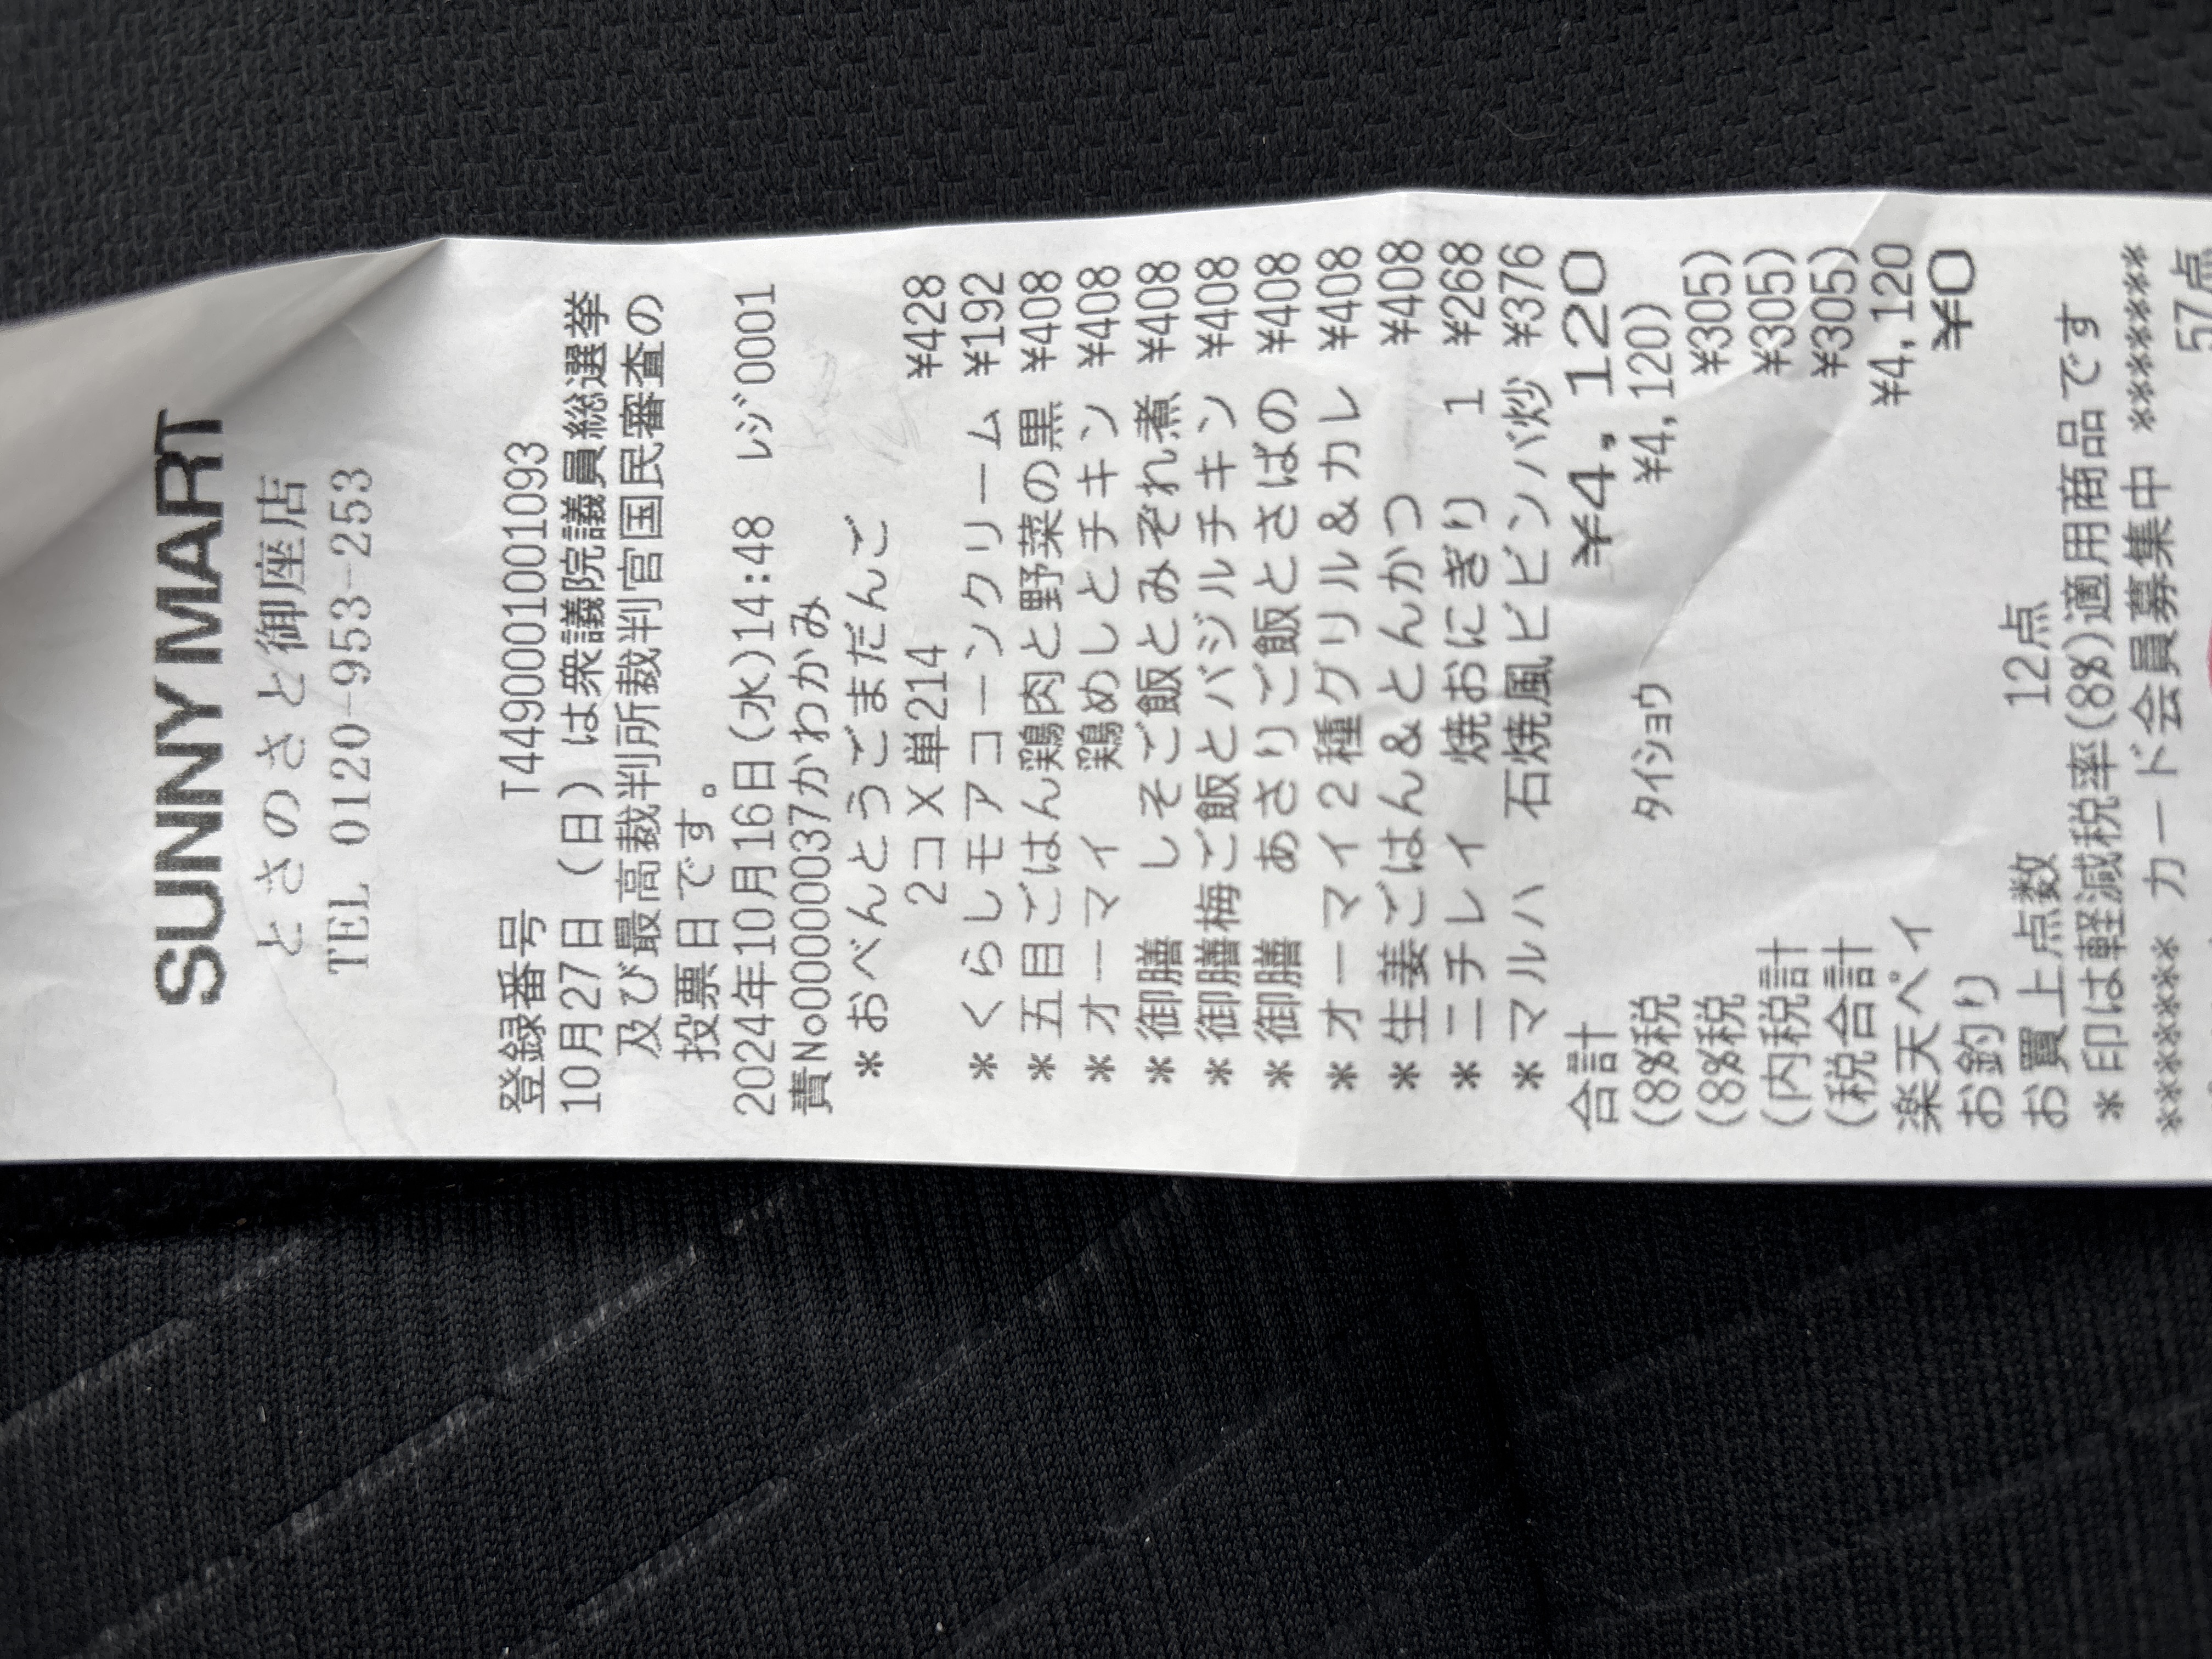 SUNNY MART
とさのさと御座店
TEL 0120-953-253
登録番号 T4490001001093
10月27日（日）は衆議院議員総選挙
及び最高裁判所裁判官国民審査の
投票日です。
2024年10月16日(水)14:48 ﾚｼﾞ0001
責No00000037かわかみ
＊おべんとうごまだんご
2コ X 単214 ¥428
＊くらしモアコーンクリーム ¥192
＊五目ごはん鶏肉と野菜の黒 ¥408
＊オーマイ 鶏めしとチキン ¥408
＊御膳 しそご飯とみぞれ煮 ¥408
＊御膳梅ご飯とバジルチキン ¥408
＊御膳 あさりご飯とさばの ¥408
＊オーマイ２種グリル＆カレ ¥408
＊生姜ごはん＆とんかつ ¥408
＊ニチレイ 焼おにぎり １ ¥268
＊マルハ 石焼風ビビンバ炒 ¥376
合計 ¥4,120
(8%税 ﾀｲｼｮｳ ¥4,120)
(8%税 ¥305)
(内税計 ¥305)
(税合計 ¥305)
楽天ペイ ¥4,120
お釣り ¥0
お買上点数 12点
＊印は軽減税率(8%)適用商品です
＊＊＊＊＊ カード会員募集中 ＊＊＊＊＊
57点